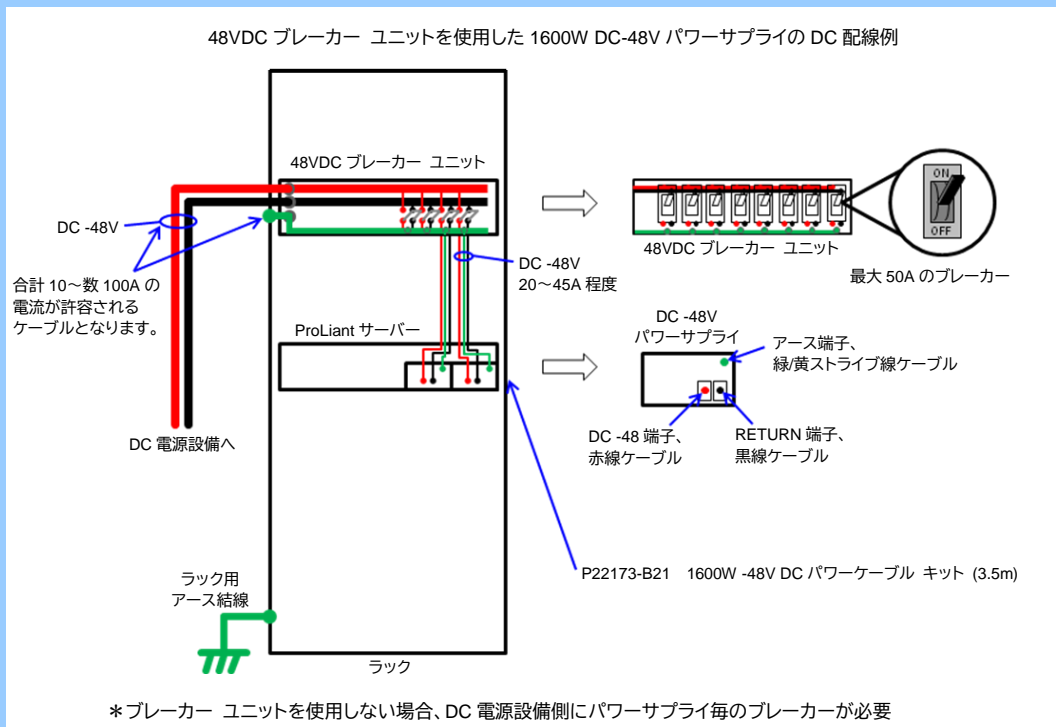 48VDC ブレーカー ユニットを使用した 1600W DC-48V パワーサプライの DC 配線例
48VDC ブレーカー ユニット
DC -48V
合計 10～数 100A の
電流が許容される
ケーブルとなります。
DC -48V
20～45A 程度
ON
OFF
48VDC ブレーカー ユニット
最大 50A のブレーカー
ProLiant サーバー
DC -48V
パワーサプライ
アース端子、
緑/黄ストライブ線ケーブル
DC -48 端子、
赤線ケーブル
RETURN 端子、
黒線ケーブル
DC 電源設備へ
P22173-B21 1600W -48V DC パワーケーブル キット (3.5m)
ラック用
アース結線
ラック
＊ブレーカー ユニットを使用しない場合、DC 電源設備側にパワーサプライ毎のブレーカーが必要